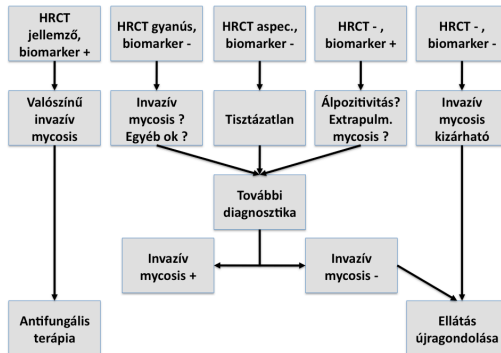 HRCT
jellemző,
biomarker +
HRCT gyanús,
biomarker -
HRCT aspec.,
biomarker -
HRCT - ,
biomarker +
HRCT - ,
biomarker -
Valószínű
invazív
mycosis
Invazív
mycosis ?
Egyéb ok ?
Tisztázatlan
Álpozitivitás?
Extrapulm.
mycosis ?
Invazív
mycosis
kizárható
További
diagnosztika
Invazív
mycosis +
Invazív
mycosis -
Antifungális
terápia
Ellátás
újragondolása